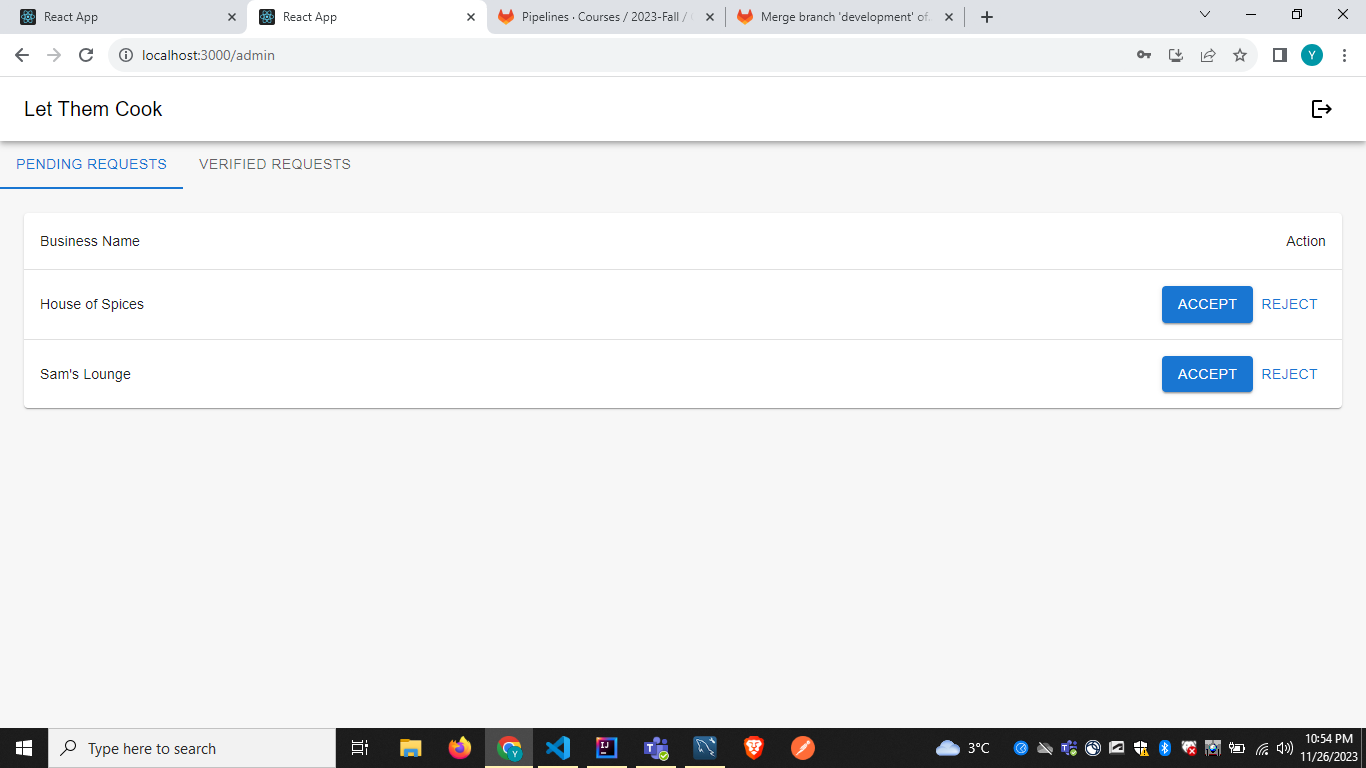 React App
React App
Pipelines · Courses / 2023-Fall /
Merge branch 'development' of
localhost:3000/admin
Y
Let Them Cook
PENDING REQUESTS VERIFIED REQUESTS
Business Name Action
House of Spices ACCEPT REJECT
Sam's Lounge ACCEPT REJECT
Type here to search
3°C
10:54 PM
11/26/2023